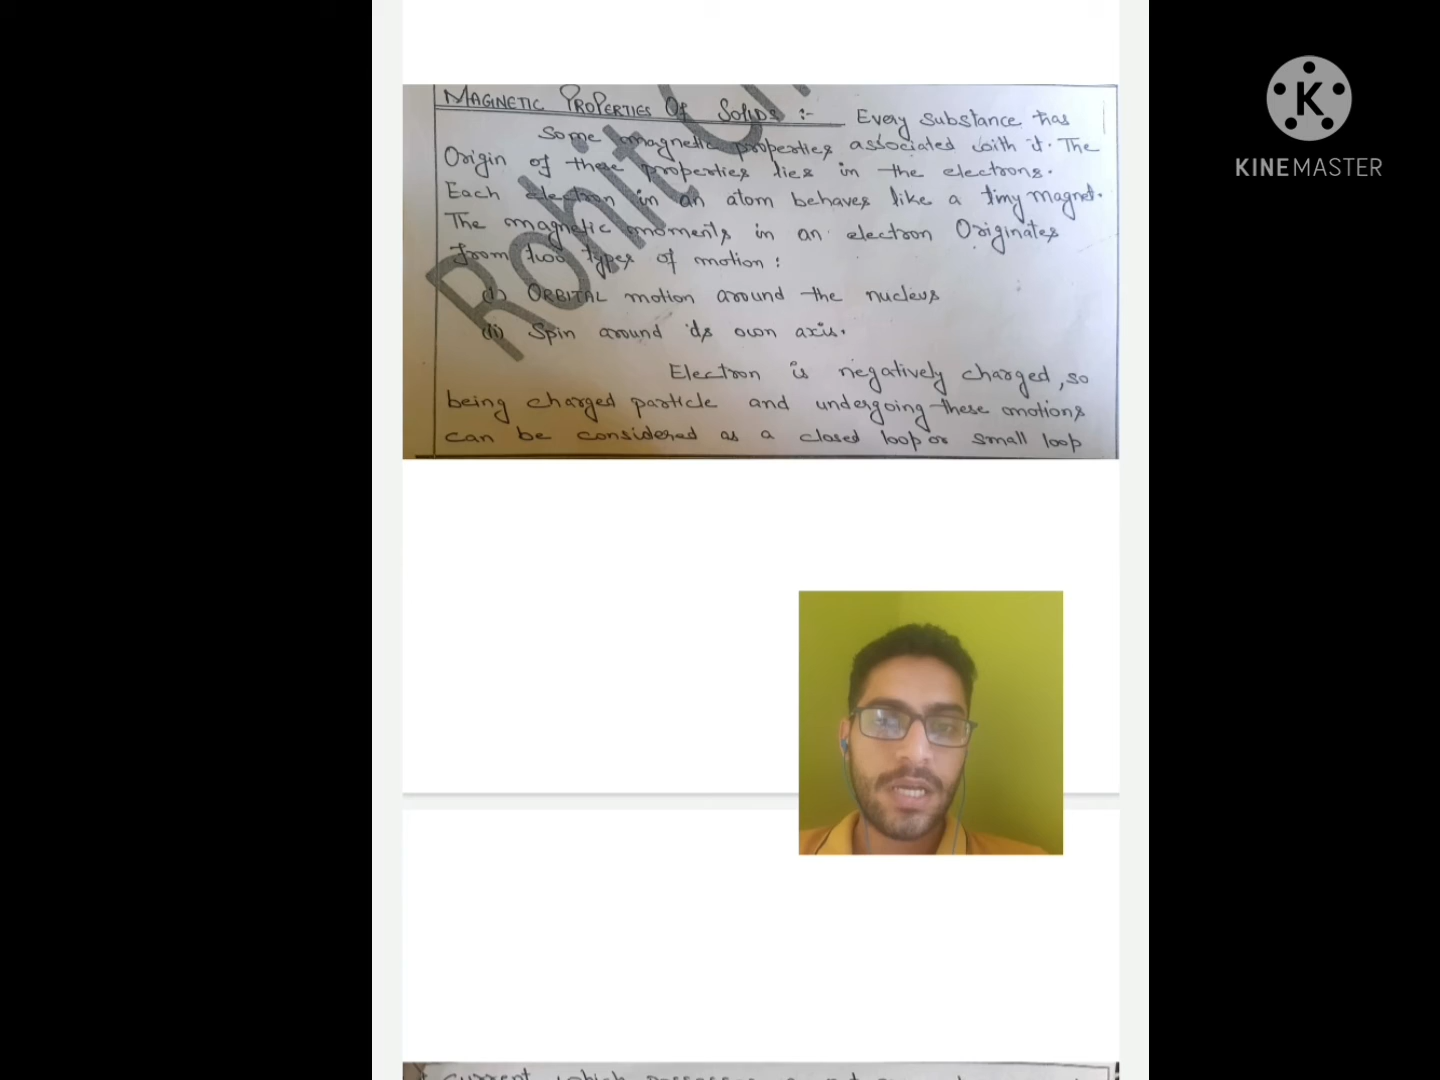 MAGNETIC PROPERTIES OF SOLIDS :- Every substance has
Some magnetic properties associated with it. The
Origin of these properties lies in the electrons.
Each electron in an atom behaves like a tiny magnet.
The magnetic moments in an electron Originates
from two types of motion :
(i) ORBITAL motion around the nucleus
(ii) Spin around its own axis.
Electron is negatively charged, so
being charged particle and undergoing these motions
can be considered as a closed loop or small loop
Rohit
K
KINEMASTER
current which possesses